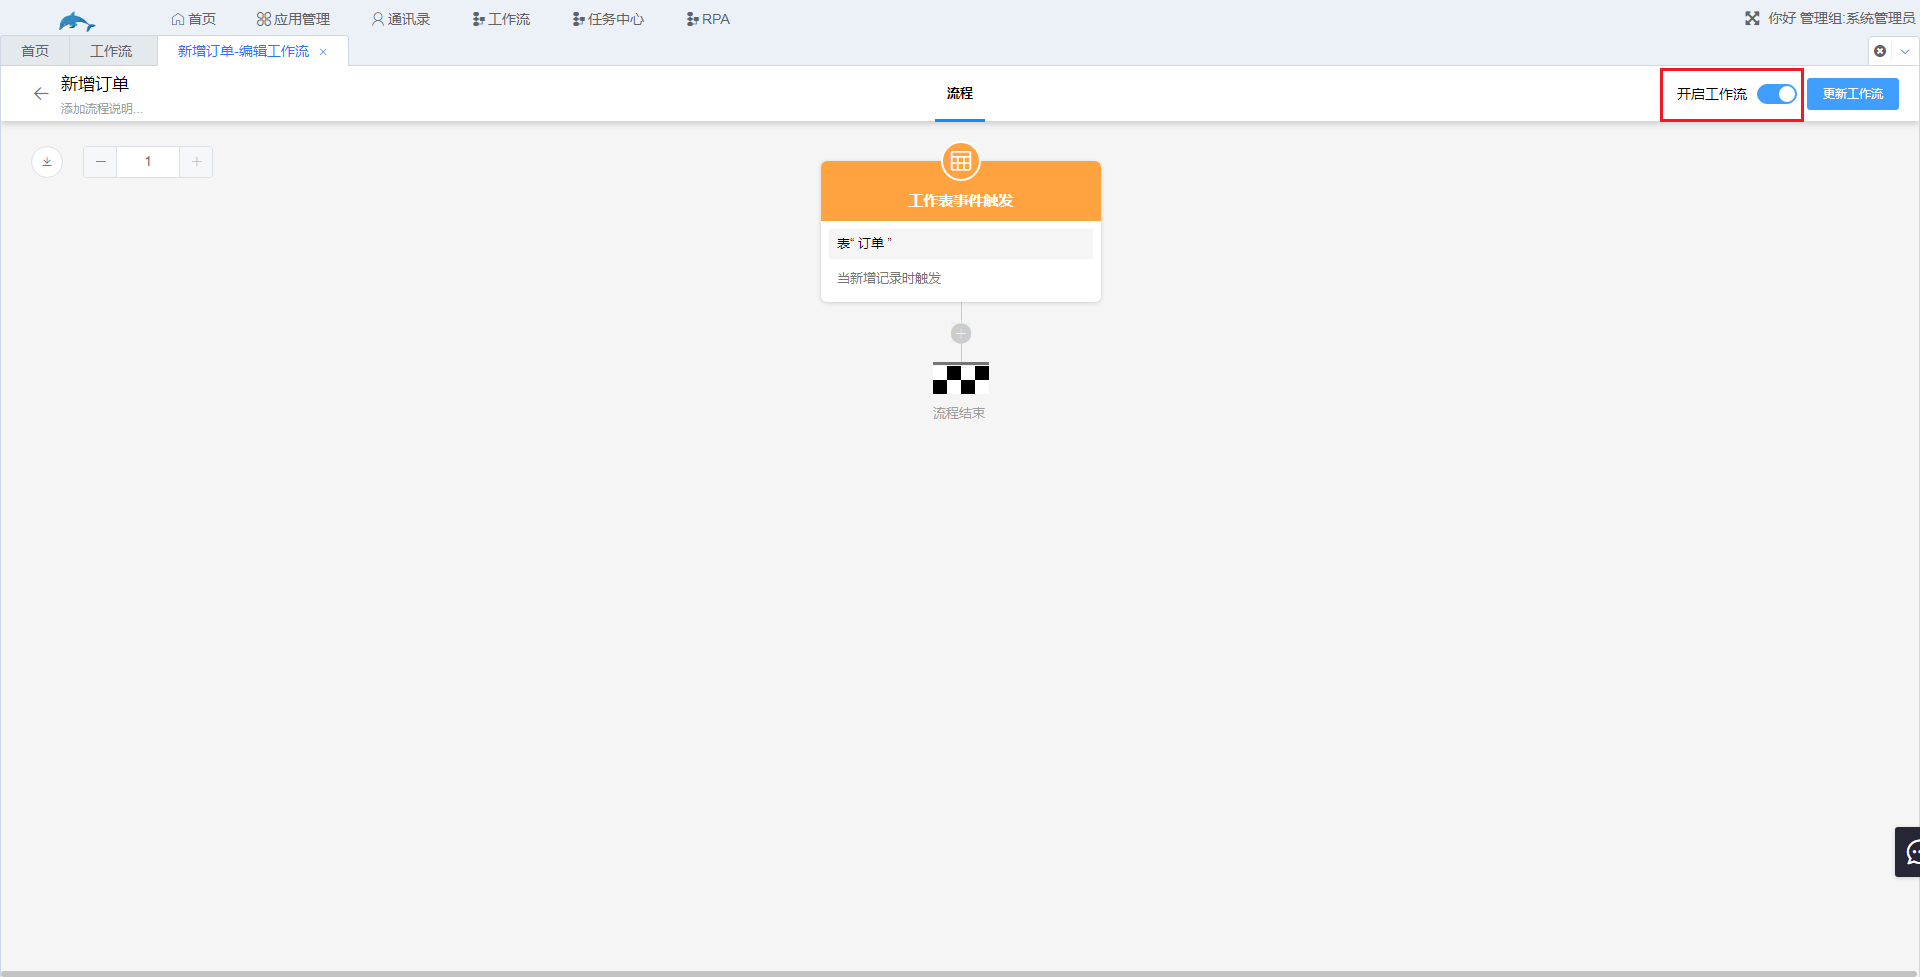 首页 应用管理 通讯录 工作流 任务中心 RPA 你好 管理组:系统管理员
首页 工作流 新增订单-编辑工作流 ×
新增订单
添加流程说明...
流程
开启工作流 更新工作流
1
工作表事件触发
表“ 订单 ”
当新增记录时触发
流程结束